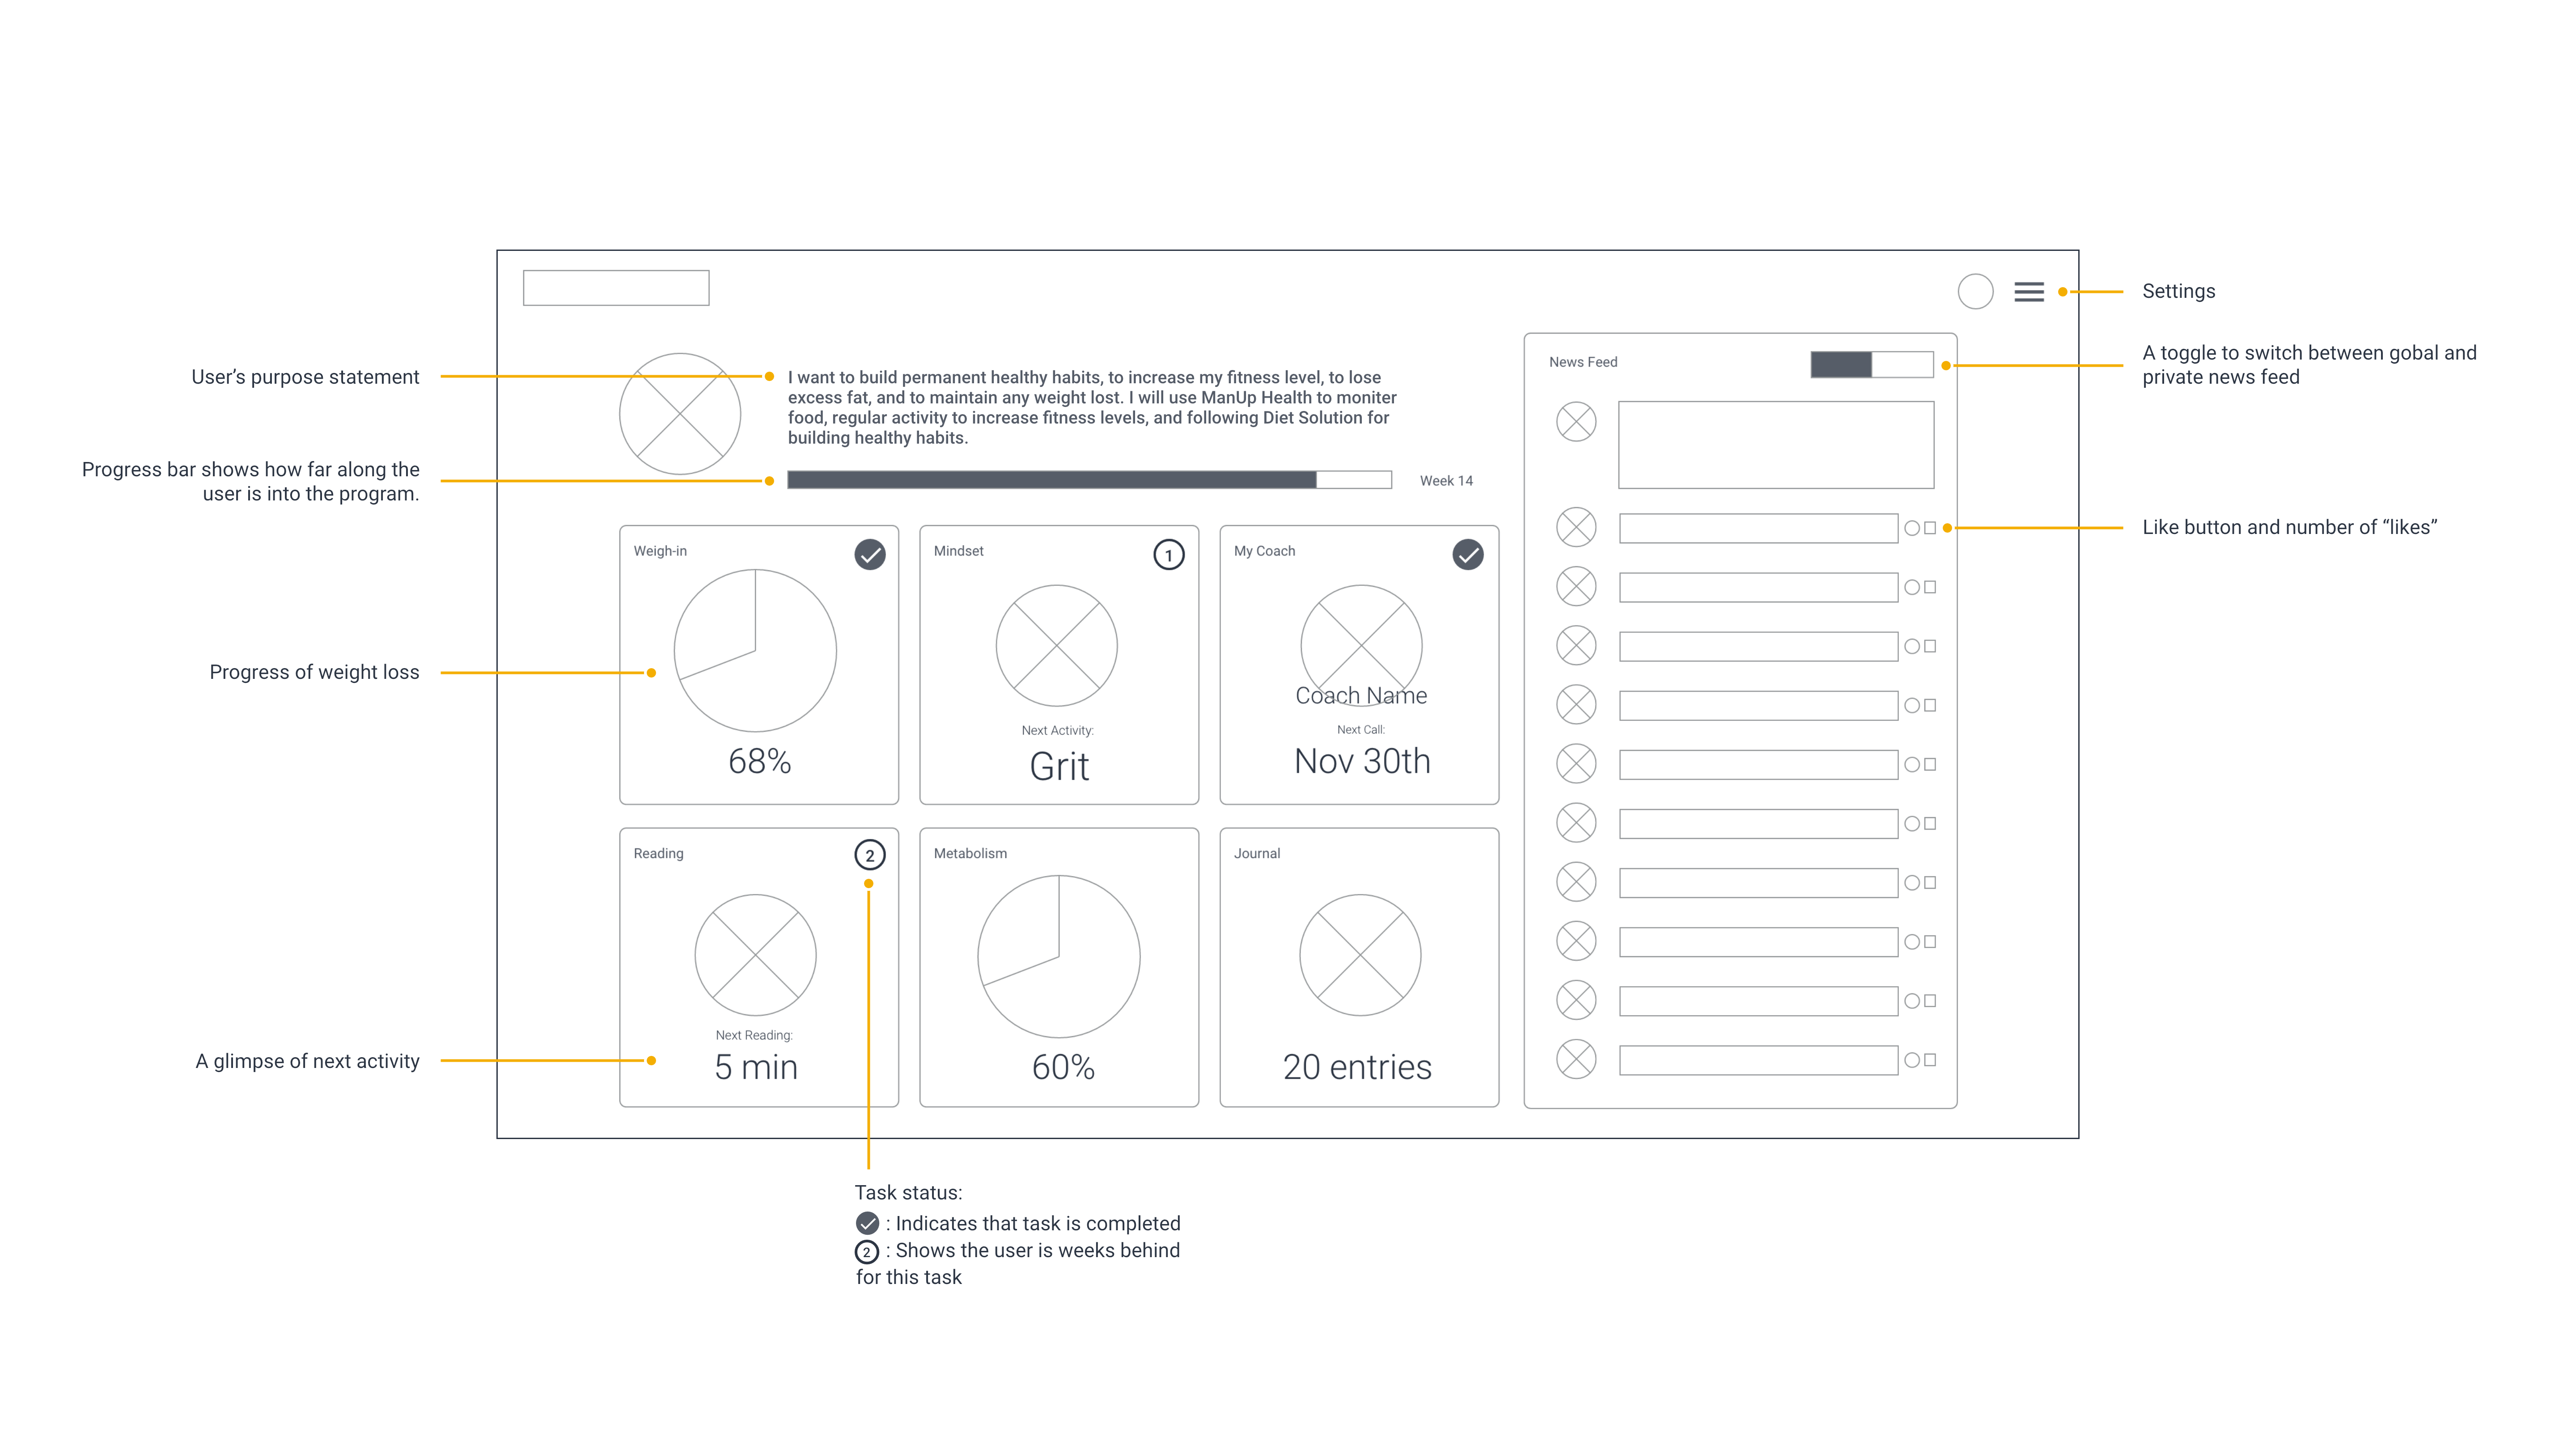 Settings
User’s purpose statement
I want to build permanent healthy habits, to increase my fitness level, to lose
excess fat, and to maintain any weight lost. I will use ManUp Health to moniter
food, regular activity to increase fitness levels, and following Diet Solution for
building healthy habits.
News Feed
A toggle to switch between gobal and
private news feed
Progress bar shows how far along the
user is into the program.
Week 14
Like button and number of “likes”
Weigh-in
68%
Progress of weight loss
Mindset
1
Next Activity:
Grit
My Coach
Coach Name
Next Call:
Nov 30th
Reading
2
Next Reading:
5 min
A glimpse of next activity
Metabolism
60%
Journal
20 entries
Task status:
: Indicates that task is completed
2 : Shows the user is weeks behind
for this task